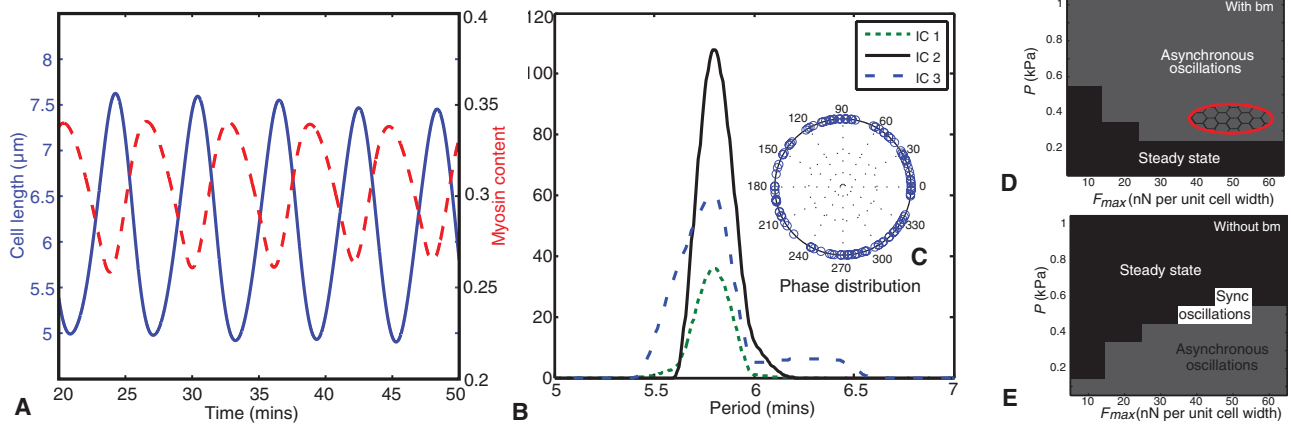 8
7.5
7
6.5
6
5.5
5
Cell length (µm)
20
25
30
35
40
45
50
Time (mins)
0.4
0.35
0.3
0.25
0.2
Myosin content
A
120
100
80
60
40
20
0
5
5.5
6
6.5
7
Period (mins)
B
IC 1
IC 2
IC 3
90
120
60
150
30
180
0
210
330
240
300
270
C
Phase distribution
With bm
1
0.8
0.6
0.4
0.2
P (kPa)
Asynchronous
oscillations
Steady state
10
20
30
40
50
60
Fmax (nN per unit cell width)
D
Without bm
1
0.8
0.6
0.4
0.2
P (kPa)
Steady state
Sync
oscillations
Asynchronous
oscillations
10
20
30
40
50
60
Fmax (nN per unit cell width)
E